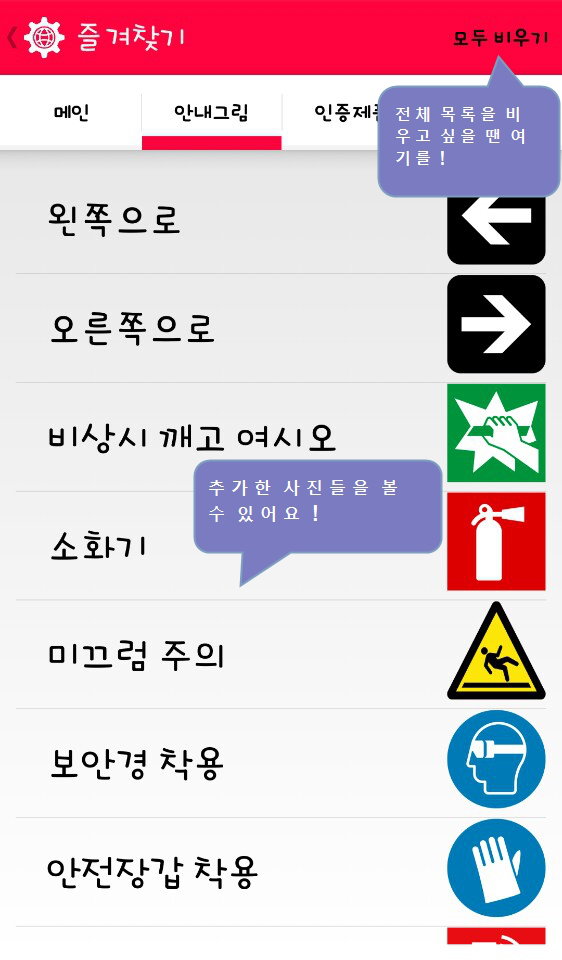 즐겨찾기
모두 비우기
메인
안내그림
인증제
전체 목록을 비
우고 싶을 땐 여
기를 !
왼쪽으로
오른쪽으로
비상시 깨고 여시오
추가한 사진들을 볼
수 있어요 !
소화기
미끄럼 주의
보안경 착용
안전장갑 착용